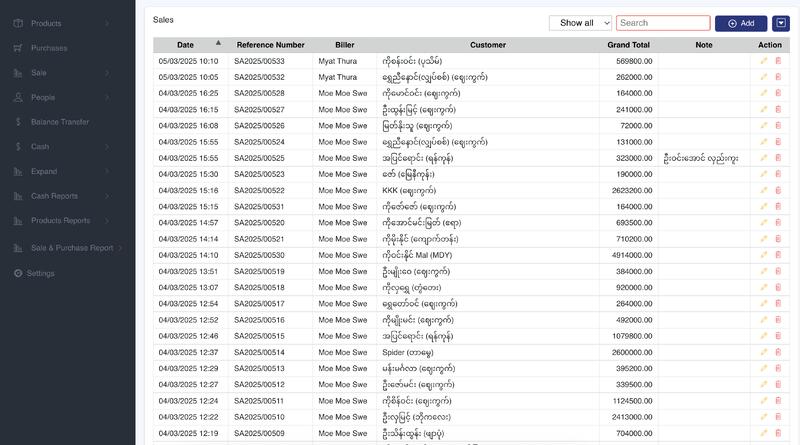 Products
Purchases
Sale
People
Balance Transfer
Cash
Expand
Cash Reports
Products Reports
Sale & Purchase Report
Settings
Sales
Show all
Search
Add
Date Reference Number Biller Customer Grand Total Note Action
05/03/2025 10:10 SA2025/00533 Myat Thura ကိုစန်းဝင်း (ပုသိမ်) 569800.00
05/03/2025 10:05 SA2025/00532 Myat Thura ရွှေညီနောင်(လျှပ်စစ်) (ဈေးကွက်) 262000.00
04/03/2025 16:25 SA2025/00528 Moe Moe Swe ကိုမောင်ဝင်း (ဈေးကွက်) 164000.00
04/03/2025 16:15 SA2025/00527 Moe Moe Swe ဦးထွန်းမြင့် (ဈေးကွက်) 241000.00
04/03/2025 16:08 SA2025/00526 Moe Moe Swe မြတ်နိုးသူ (ဈေးကွက်) 72000.00
04/03/2025 15:55 SA2025/00524 Moe Moe Swe ရွှေညီနောင်(လျှပ်စစ်) (ဈေးကွက်) 131000.00
04/03/2025 15:55 SA2025/00525 Moe Moe Swe အပြင်ရောင်း (ရန်ကုန်) 323000.00 ဦးဝင်းအောင် လှည်းကူး
04/03/2025 15:30 SA2025/00523 Moe Moe Swe ဇော် (မြေနီကုန်း) 190000.00
04/03/2025 15:16 SA2025/00522 Moe Moe Swe KKK (ဈေးကွက်) 2623200.00
04/03/2025 15:15 SA2025/00531 Moe Moe Swe ကိုဇော်ဇော် (ဈေးကွက်) 164000.00
04/03/2025 14:57 SA2025/00520 Moe Moe Swe ကိုအောင်မင်းမြတ် (ရော) 693500.00
04/03/2025 14:14 SA2025/00521 Moe Moe Swe ကိုမိုးနိုင် (ကျောက်တန်း) 710200.00
04/03/2025 14:10 SA2025/00530 Moe Moe Swe ကိုဝင်းနိုင် Mal (MDY) 4914000.00
04/03/2025 13:51 SA2025/00519 Moe Moe Swe ဦးမျိုးဝေ (ဈေးကွက်) 384000.00
04/03/2025 13:07 SA2025/00518 Moe Moe Swe ကိုလှရွှေ (တွံတေး) 920000.00
04/03/2025 12:54 SA2025/00517 Moe Moe Swe ရွှေတော်ဝင် (ဈေးကွက်) 264000.00
04/03/2025 12:52 SA2025/00516 Moe Moe Swe ကိုမျိုးမင်း (ဈေးကွက်) 492000.00
04/03/2025 12:46 SA2025/00515 Moe Moe Swe အပြင်ရောင်း (ရန်ကုန်) 1079800.00
04/03/2025 12:37 SA2025/00514 Moe Moe Swe Spider (တာမွေ) 2600000.00
04/03/2025 12:29 SA2025/00513 Moe Moe Swe မန်းမင်္ဂလာ (ဈေးကွက်) 395200.00
04/03/2025 12:27 SA2025/00512 Moe Moe Swe ဦးဇော်မင်း (ဈေးကွက်) 339500.00
04/03/2025 12:24 SA2025/00511 Moe Moe Swe ကိုစိန်ဝင်း (ဈေးကွက်) 1124500.00
04/03/2025 12:22 SA2025/00510 Moe Moe Swe ဦးလှမြင့် (ဘိုကလေး) 2413000.00
04/03/2025 12:19 SA2025/00509 Moe Moe Swe ဦးသိန်းထွန်း (ဖျာပုံ) 704000.00